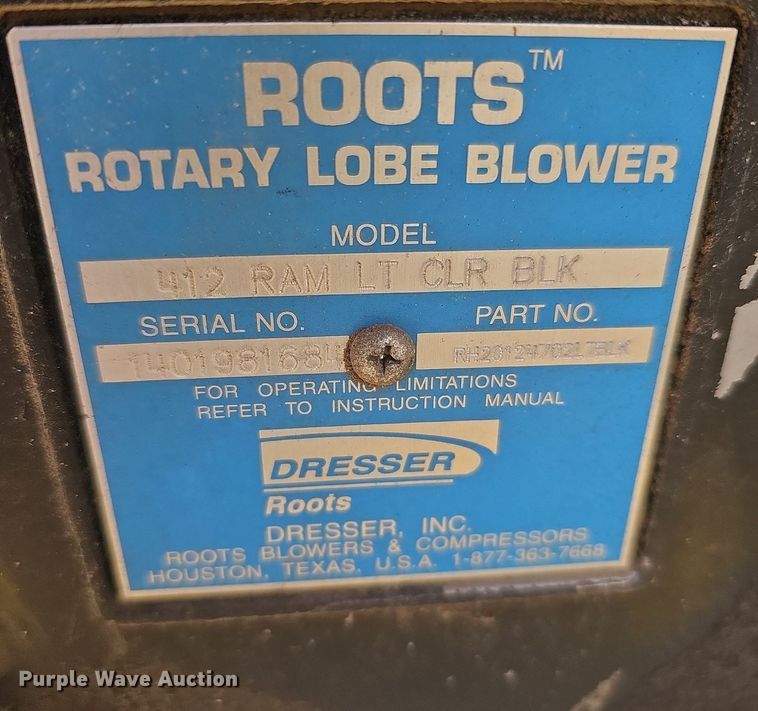 ROOTS™
ROTARY LOBE BLOWER
MODEL
412 RAM LT CLR BLK
SERIAL NO.
PART NO.
FOR OPERATING LIMITATIONS
REFER TO INSTRUCTION MANUAL
DRESSER
Roots
DRESSER, INC.
ROOTS BLOWERS & COMPRESSORS
HOUSTON, TEXAS, U.S.A. 1-877-363-7668
Purple Wave Auction